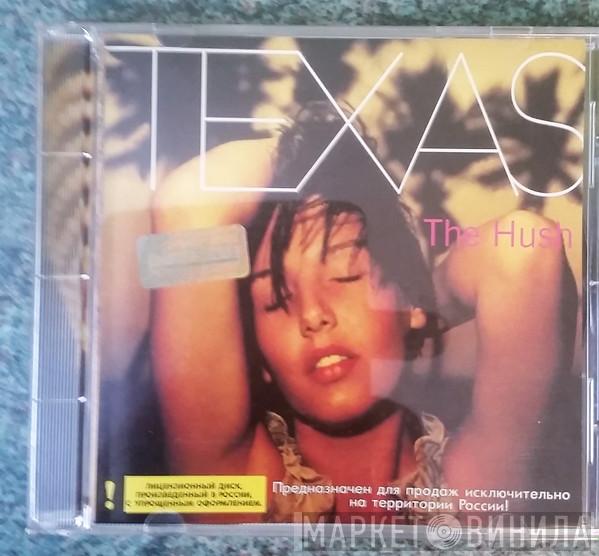 TEXAS
The Hush
!
ЛИЦЕНЗИОННЫЙ ДИСК,
ПРОИЗВЕДЕННЫЙ В РОССИИ,
С УПРОЩЕННЫМ ОФОРМЛЕНИЕМ.
Предназначен для продаж исключительно
на территории России!
МАРКЕТ ВИНИЛА